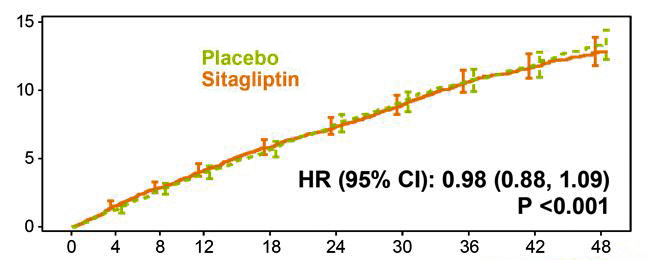 15
Placebo
Sitagliptin
10
5
HR (95% CI): 0.98 (0.88, 1.09)
P <0.001
0
0 4 8 12 18 24 30 36 42 48